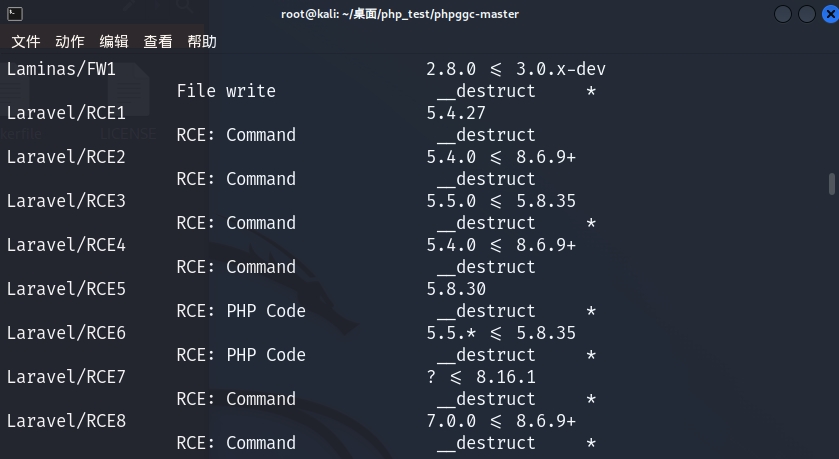 root@kali: ~/桌面/php_test/phpggc-master
文件 动作 编辑 查看 帮助
Laminas/FW1 2.8.0 <= 3.0.x-dev
File write __destruct *
Laravel/RCE1 5.4.27
RCE: Command __destruct
Laravel/RCE2 5.4.0 <= 8.6.9+
RCE: Command __destruct
Laravel/RCE3 5.5.0 <= 5.8.35
RCE: Command __destruct *
Laravel/RCE4 5.4.0 <= 8.6.9+
RCE: Command __destruct
Laravel/RCE5 5.8.30
RCE: PHP Code __destruct *
Laravel/RCE6 5.5.* <= 5.8.35
RCE: PHP Code __destruct *
Laravel/RCE7 ? <= 8.16.1
RCE: Command __destruct *
Laravel/RCE8 7.0.0 <= 8.6.9+
RCE: Command __destruct *
LICENSE